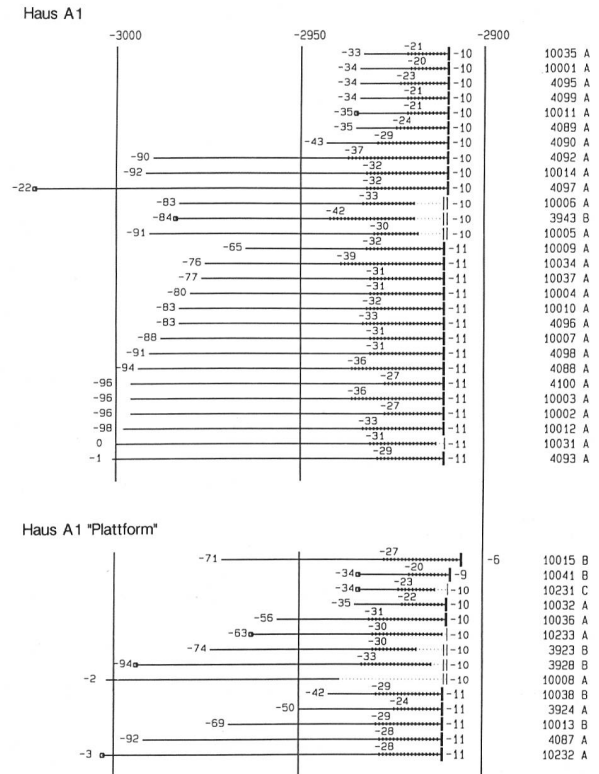 Haus A1
-3000 -2950 -2900
-33 -21 -10 10035 A
-34 -20 -10 10001 A
-34 -23 -10 4095 A
-34 -21 -10 4099 A
-35 -21 -10 10011 A
-35 -24 -10 4089 A
-43 -29 -10 4090 A
-90 -37 -10 4092 A
-92 -32 -10 10014 A
-22 -32 -10 4097 A
-83 -33 -10 10006 A
-84 -42 -10 3943 B
-91 -30 -10 10005 A
-65 -32 -11 10009 A
-76 -39 -11 10034 A
-77 -31 -11 10037 A
-80 -31 -11 10004 A
-83 -32 -11 10010 A
-83 -33 -11 4096 A
-88 -31 -11 10007 A
-91 -31 -11 4098 A
-94 -36 -11 4088 A
-96 -27 -11 4100 A
-96 -36 -11 10003 A
-96 -27 -11 10002 A
-98 -33 -11 10012 A
0 -31 -11 10031 A
-1 -29 -11 4093 A
Haus A1 "Plattform"
-71 -27 -6 10015 B
-34 -20 -9 10041 B
-34 -23 -10 10231 C
-35 -22 -10 10032 A
-56 -31 -10 10036 A
-63 -30 -10 10233 A
-74 -30 -10 3923 B
-94 -33 -10 3928 B
-2 -10 10008 A
-42 -29 -11 10038 B
-50 -24 -11 3924 A
-69 -29 -11 10013 B
-92 -28 -11 4087 A
-3 -28 -11 10232 A